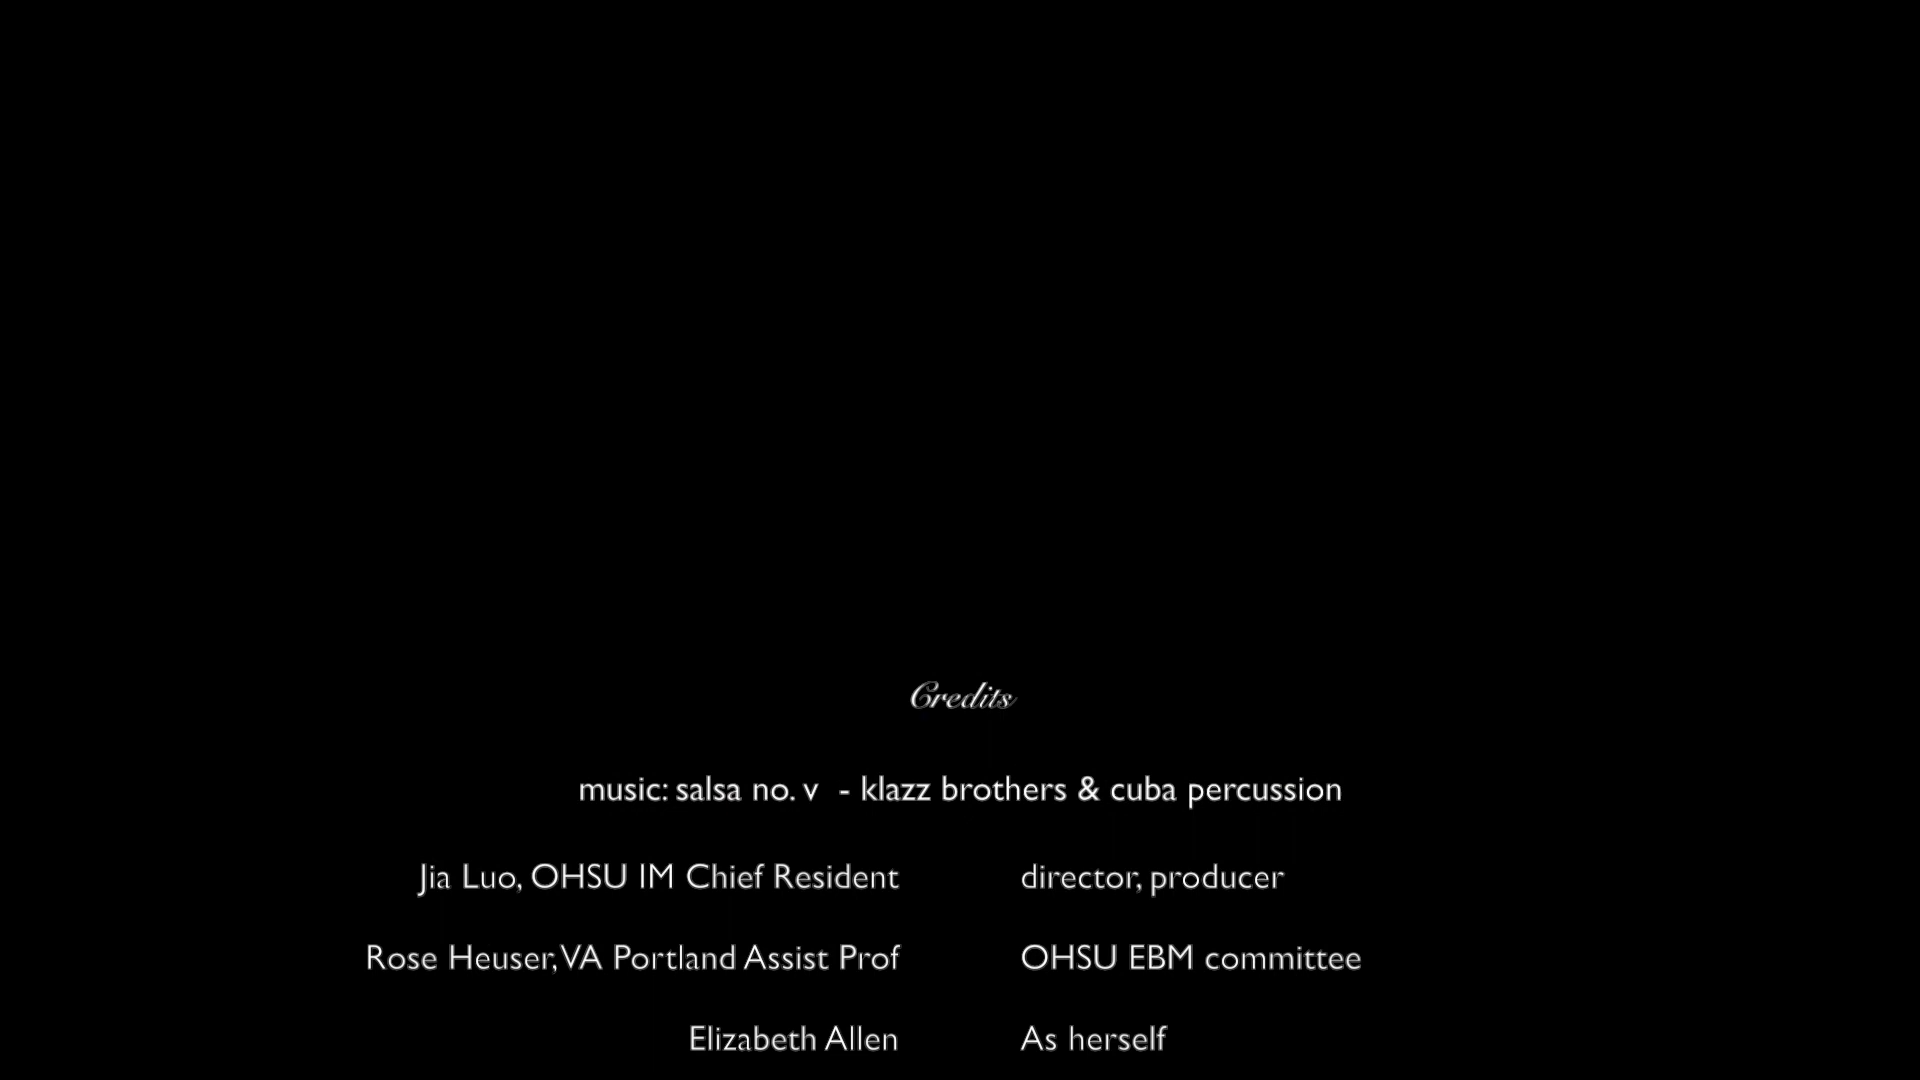 Credits
music: salsa no. v - klazz brothers & cuba percussion
Jia Luo, OHSU IM Chief Resident director, producer
Rose Heuser, VA Portland Assist Prof OHSU EBM committee
Elizabeth Allen As herself